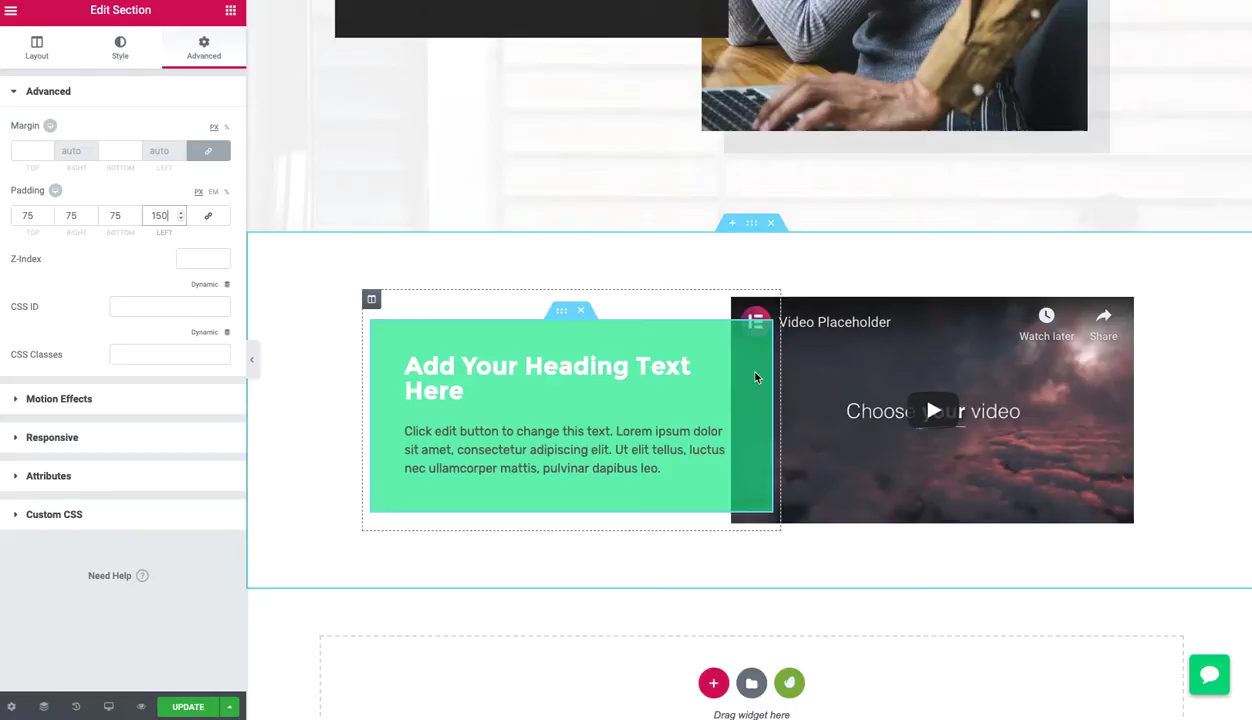 Edit Section
Layout
Style
Advanced
Advanced
Margin
PX %
auto auto
TOP RIGHT BOTTOM LEFT
Padding
PX EM %
75 75 75 150
TOP RIGHT BOTTOM LEFT
Z-Index
Dynamic
CSS ID
Dynamic
CSS Classes
Motion Effects
Responsive
Attributes
Custom CSS
Need Help ?
UPDATE
Add Your Heading Text
Here
Click edit button to change this text. Lorem ipsum dolor
sit amet, consectetur adipiscing elit. Ut elit tellus, luctus
nec ullamcorper mattis, pulvinar dapibus leo.
Video Placeholder
Watch later
Share
Choose your video
Drag widget here